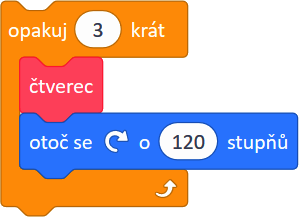 opakuj 3 krát
čtverec
otoč se o 120 stupňů